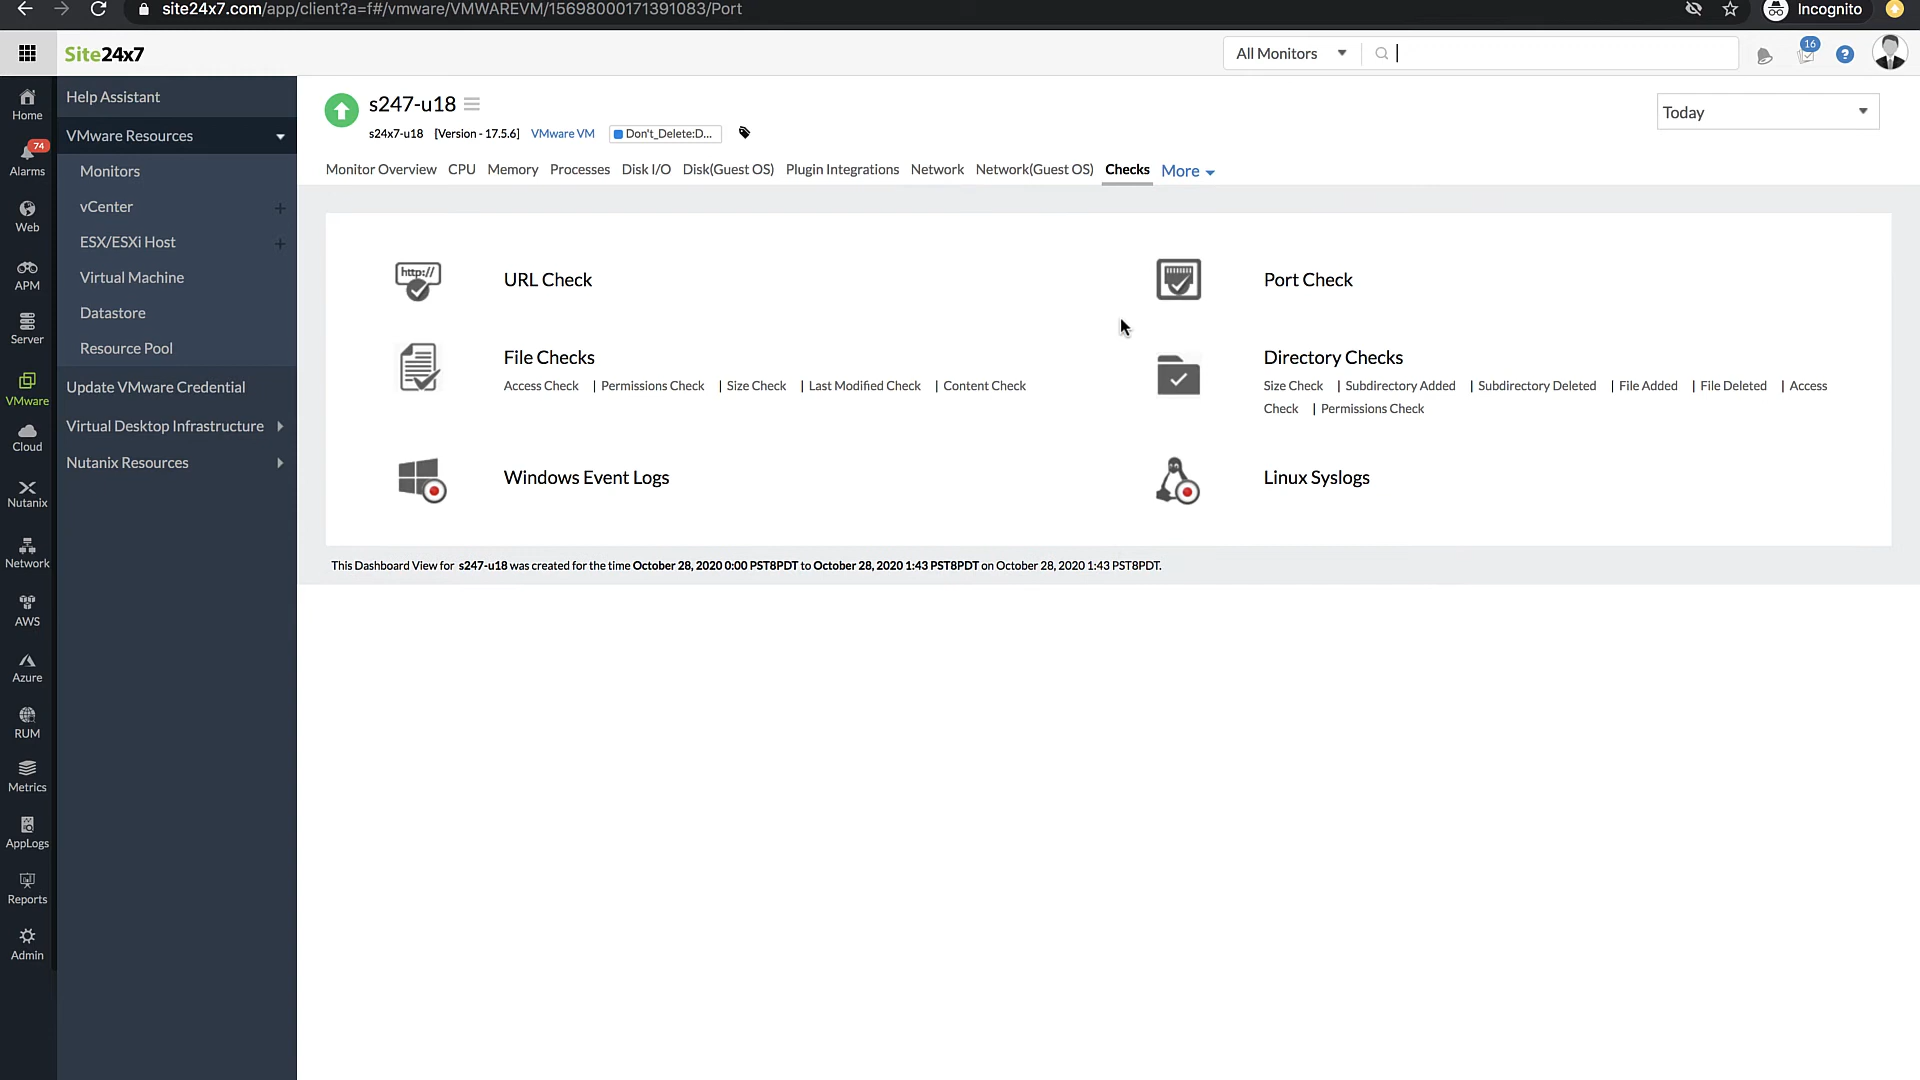 site24x7.com/app/client?a=f#/vmware/VMWAREVM/15698000171391083/Port
Incognito
Site24x7
All Monitors
16
?
Home
74
Alarms
Web
APM
Server
VMware
Cloud
Nutanix
Network
AWS
Azure
RUM
Metrics
AppLogs
Reports
Admin
Help Assistant
VMware Resources
Monitors
vCenter +
ESX/ESXi Host +
Virtual Machine
Datastore
Resource Pool
Update VMware Credential
Virtual Desktop Infrastructure
Nutanix Resources
s247-u18
s24x7-u18 [Version - 17.5.6] VMware VM Don't_Delete:D...
Today
Monitor Overview CPU Memory Processes Disk I/O Disk(Guest OS) Plugin Integrations Network Network(Guest OS) Checks More
http://
URL Check
Port Check
File Checks
Access Check | Permissions Check | Size Check | Last Modified Check | Content Check
Directory Checks
Size Check | Subdirectory Added | Subdirectory Deleted | File Added | File Deleted | Access
Check | Permissions Check
Windows Event Logs
Linux Syslogs
This Dashboard View for s247-u18 was created for the time October 28, 2020 0:00 PST8PDT to October 28, 2020 1:43 PST8PDT on October 28, 2020 1:43 PST8PDT.